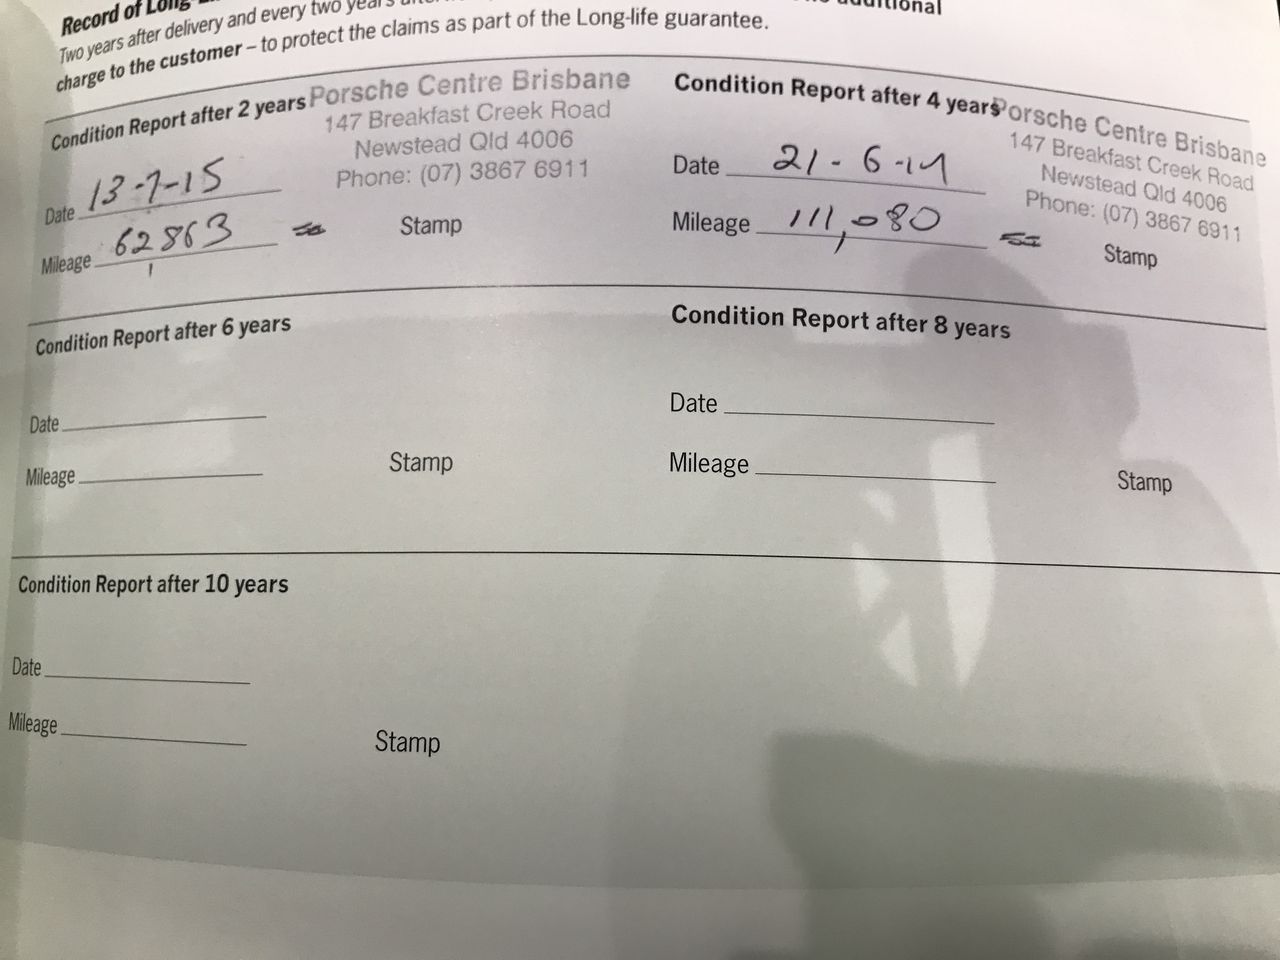 Record of Long-
additional
Two years after delivery and every two years
charge to the customer – to protect the claims as part of the Long-life guarantee.
Condition Report after 2 years
Porsche Centre Brisbane
147 Breakfast Creek Road
Newstead Qld 4006
Phone: (07) 3867 6911
Date 13-7-15
Mileage 62,863
Stamp
Condition Report after 4 years
Porsche Centre Brisbane
147 Breakfast Creek Road
Newstead Qld 4006
Phone: (07) 3867 6911
Date 21-6-17
Mileage 111,080
Stamp
Condition Report after 6 years
Date
Mileage
Stamp
Condition Report after 8 years
Date
Mileage
Stamp
Condition Report after 10 years
Date
Mileage
Stamp